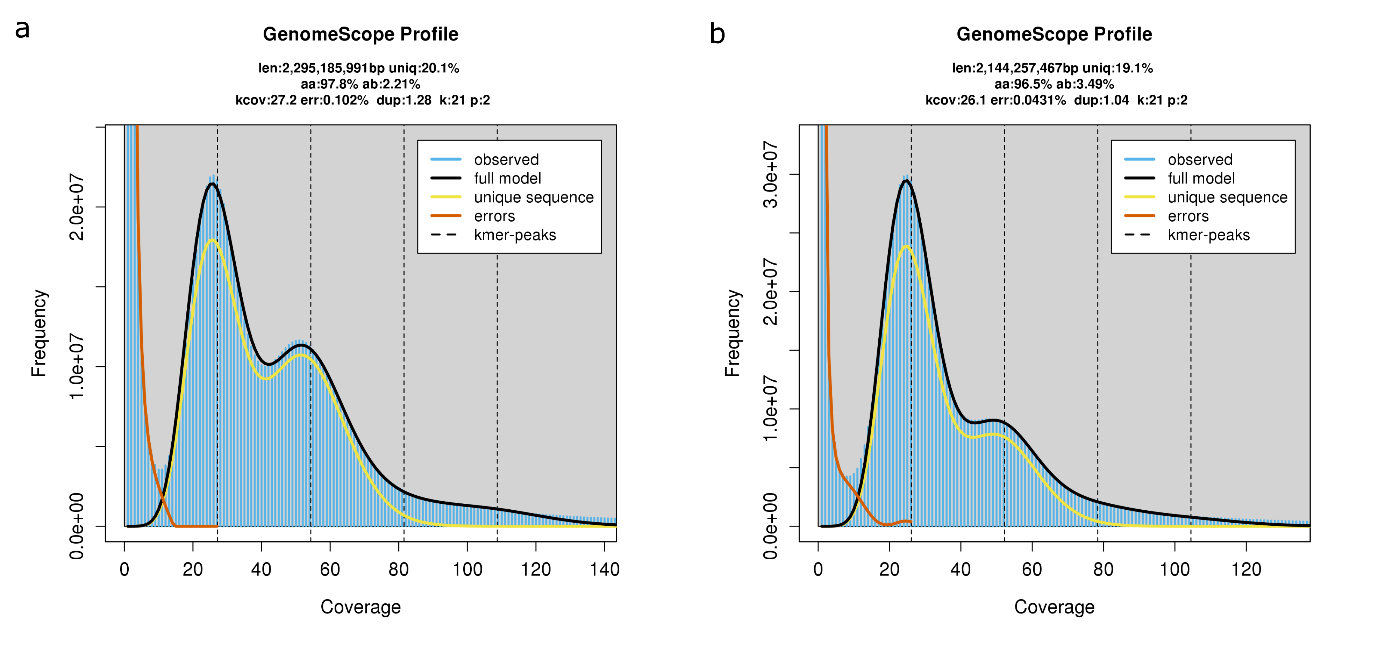 a
GenomeScope Profile
len:2,295,185,991bp uniq:20.1%
aa:97.8% ab:2.21%
kcov:27.2 err:0.102% dup:1.28 k:21 p:2
observed
full model
unique sequence
errors
kmer-peaks
Frequency
2.0e+07
1.0e+07
0.0e+00
0 20 40 60 80 100 120 140
Coverage
b
GenomeScope Profile
len:2,144,257,467bp uniq:19.1%
aa:96.5% ab:3.49%
kcov:26.1 err:0.0431% dup:1.04 k:21 p:2
observed
full model
unique sequence
errors
kmer-peaks
Frequency
3.0e+07
2.0e+07
1.0e+07
0.0e+00
0 20 40 60 80 100 120
Coverage